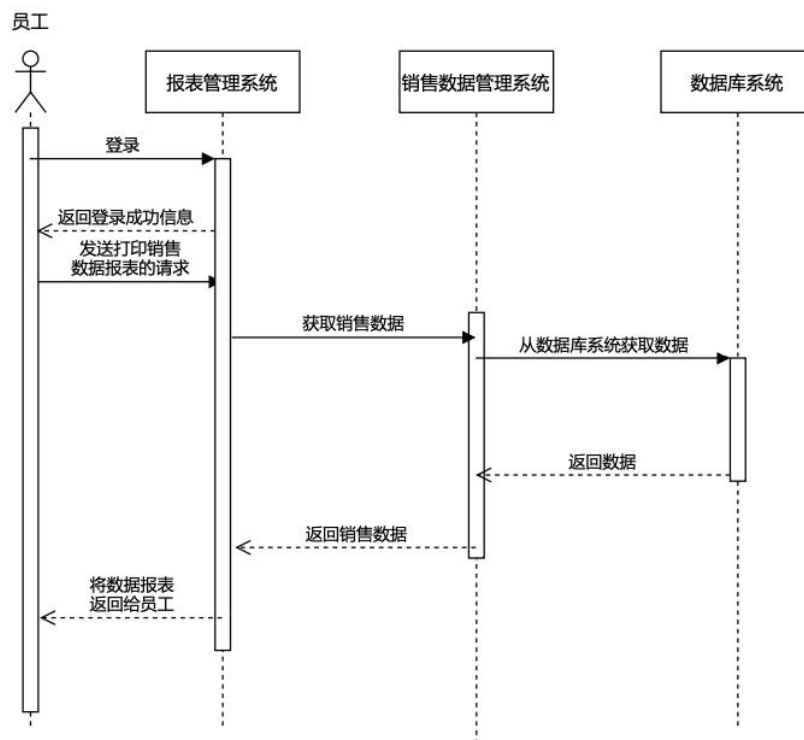 员工
报表管理系统
销售数据管理系统
数据库系统
登录
返回登录成功信息
发送打印销售
数据报表的请求
获取销售数据
从数据库系统获取数据
返回数据
返回销售数据
将数据报表
返回给员工